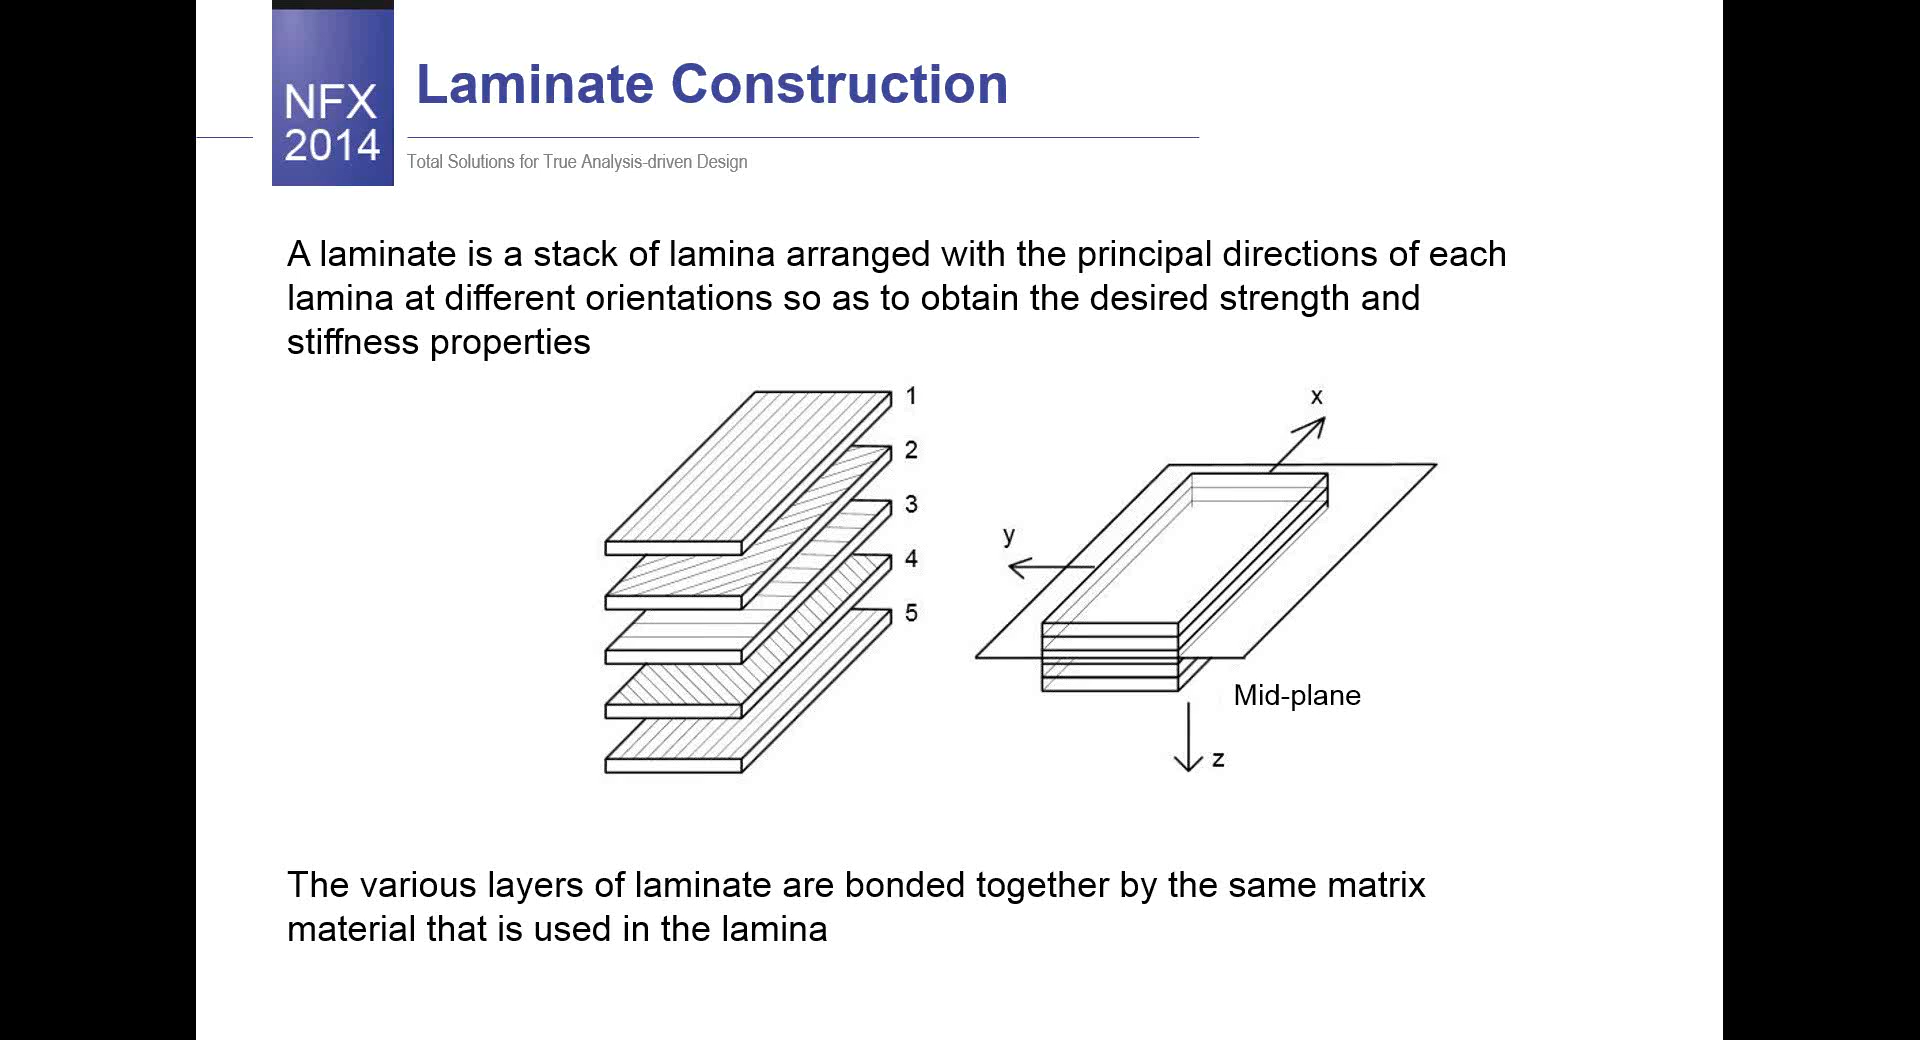 NFX
2014
Laminate Construction
Total Solutions for True Analysis-driven Design
A laminate is a stack of lamina arranged with the principal directions of each
lamina at different orientations so as to obtain the desired strength and
stiffness properties
1
2
3
4
5
x
y
Mid-plane
z
The various layers of laminate are bonded together by the same matrix
material that is used in the lamina